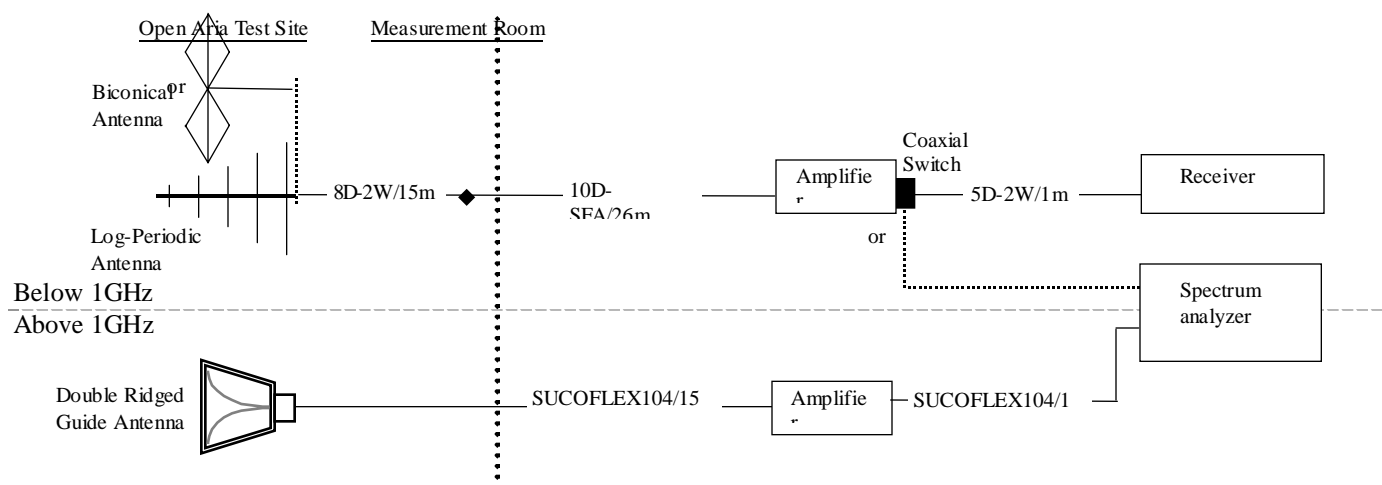 Open Aria Test Site
Measurement Room
Biconical
or
Antenna
Coaxial
Switch
Amplifie
r
Receiver
8D-2W/15m
10D-
SFA/26m
5D-2W/1m
or
Log-Periodic
Antenna
Below 1GHz
Spectrum
analyzer
Above 1GHz
Double Ridged
Guide Antenna
SUCOFLEX104/15
Amplifie
r
SUCOFLEX104/1